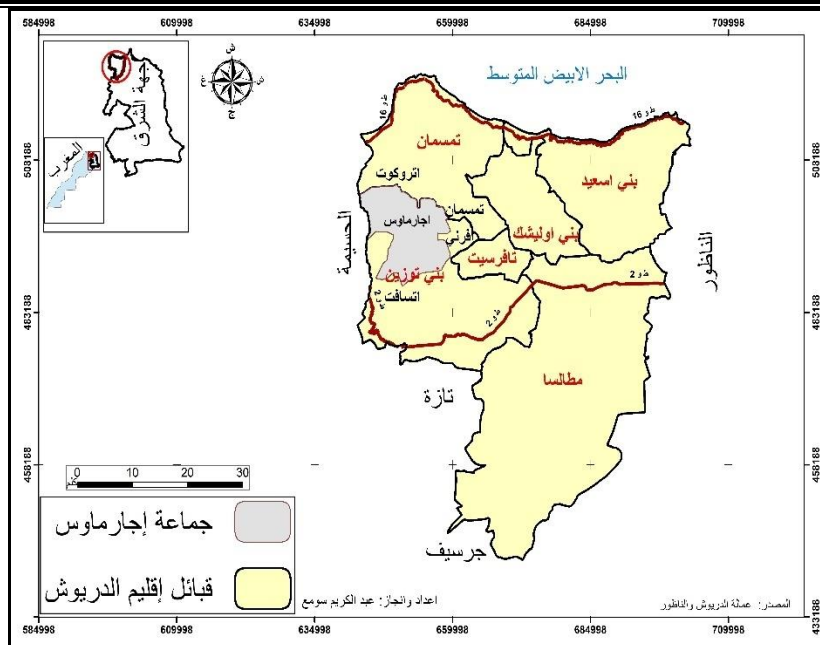 584998 609998 634998 659998 684998 709998
جهة الشرق
المغرب
ش
ج
البحر الابيض المتوسط
ط و 16
ط و 16
508188
508188
تمسمان
بني اسعيد
اتروكوت
تمسمان
اجارماوس
افرني
بني اوليشك
تافرسيت
الحسيمة
الناظور
بني توزين
اتسافت
ط و 2
ط و 2
ط و 2
483188
483188
مطالسا
تازة
458188
458188
0 10 20 30
جرسيف
جماعة إجارماوس
قبائل إقليم الدريوش
اعداد وانجاز: عبد الكريم سومع
المصدر: عمالة الدريوش والناظور
433188
584998 609998 634998 659998 684998 709998